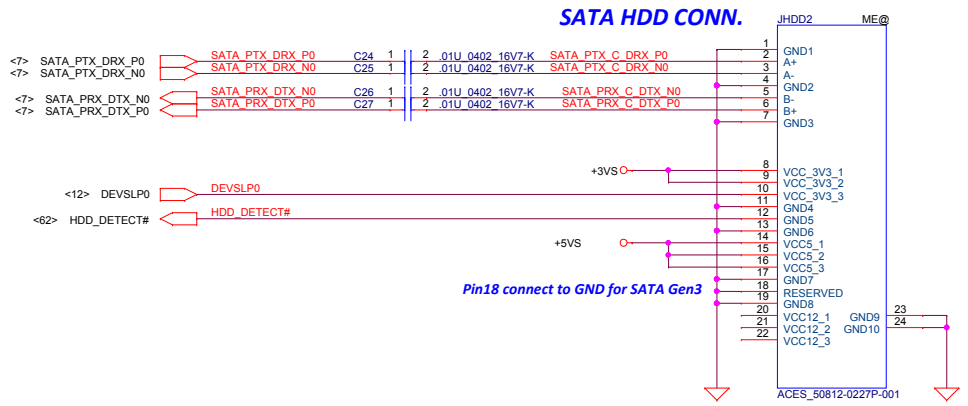 SATA HDD CONN.
JHDD2 ME@
<7> SATA_PTX_DRX_P0 SATA_PTX_DRX_P0 C24 1 2 .01U_0402_16V7-K SATA_PTX_C_DRX_P0
<7> SATA_PTX_DRX_N0 SATA_PTX_DRX_N0 C25 1 2 .01U_0402_16V7-K SATA_PTX_C_DRX_N0
<7> SATA_PRX_DTX_N0 SATA_PRX_DTX_N0 C26 1 2 .01U_0402_16V7-K SATA_PRX_C_DTX_N0
<7> SATA_PRX_DTX_P0 SATA_PRX_DTX_P0 C27 1 2 .01U_0402_16V7-K SATA_PRX_C_DTX_P0
1 GND1
2 A+
3 A-
4 GND2
5 B-
6 B+
7 GND3
+3VS
8 VCC_3V3_1
9 VCC_3V3_2
<12> DEVSLP0 DEVSLP0
10 VCC_3V3_3
11 GND4
<62> HDD_DETECT# HDD_DETECT#
12 GND5
13 GND6
+5VS
14 VCC5_1
15 VCC5_2
16 VCC5_3
17 GND7
Pin18 connect to GND for SATA Gen3
18 RESERVED
19 GND8
20 VCC12_1 GND9 23
21 VCC12_2 GND10 24
22 VCC12_3
ACES_50812-0227P-001